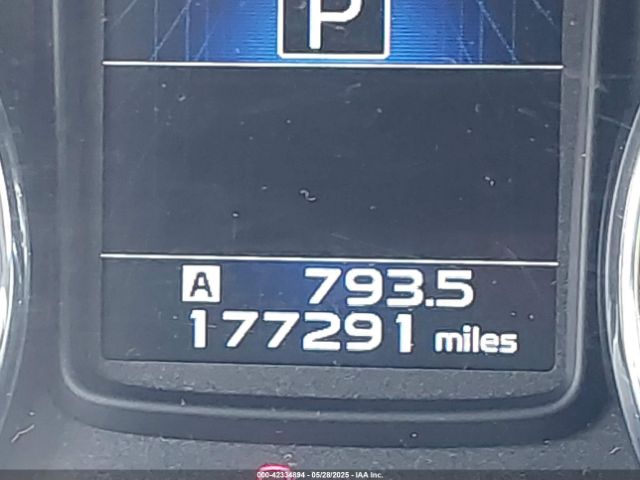 P
A 793.5
177291 miles
000-42334894 - 05/28/2025 - IAA Inc.